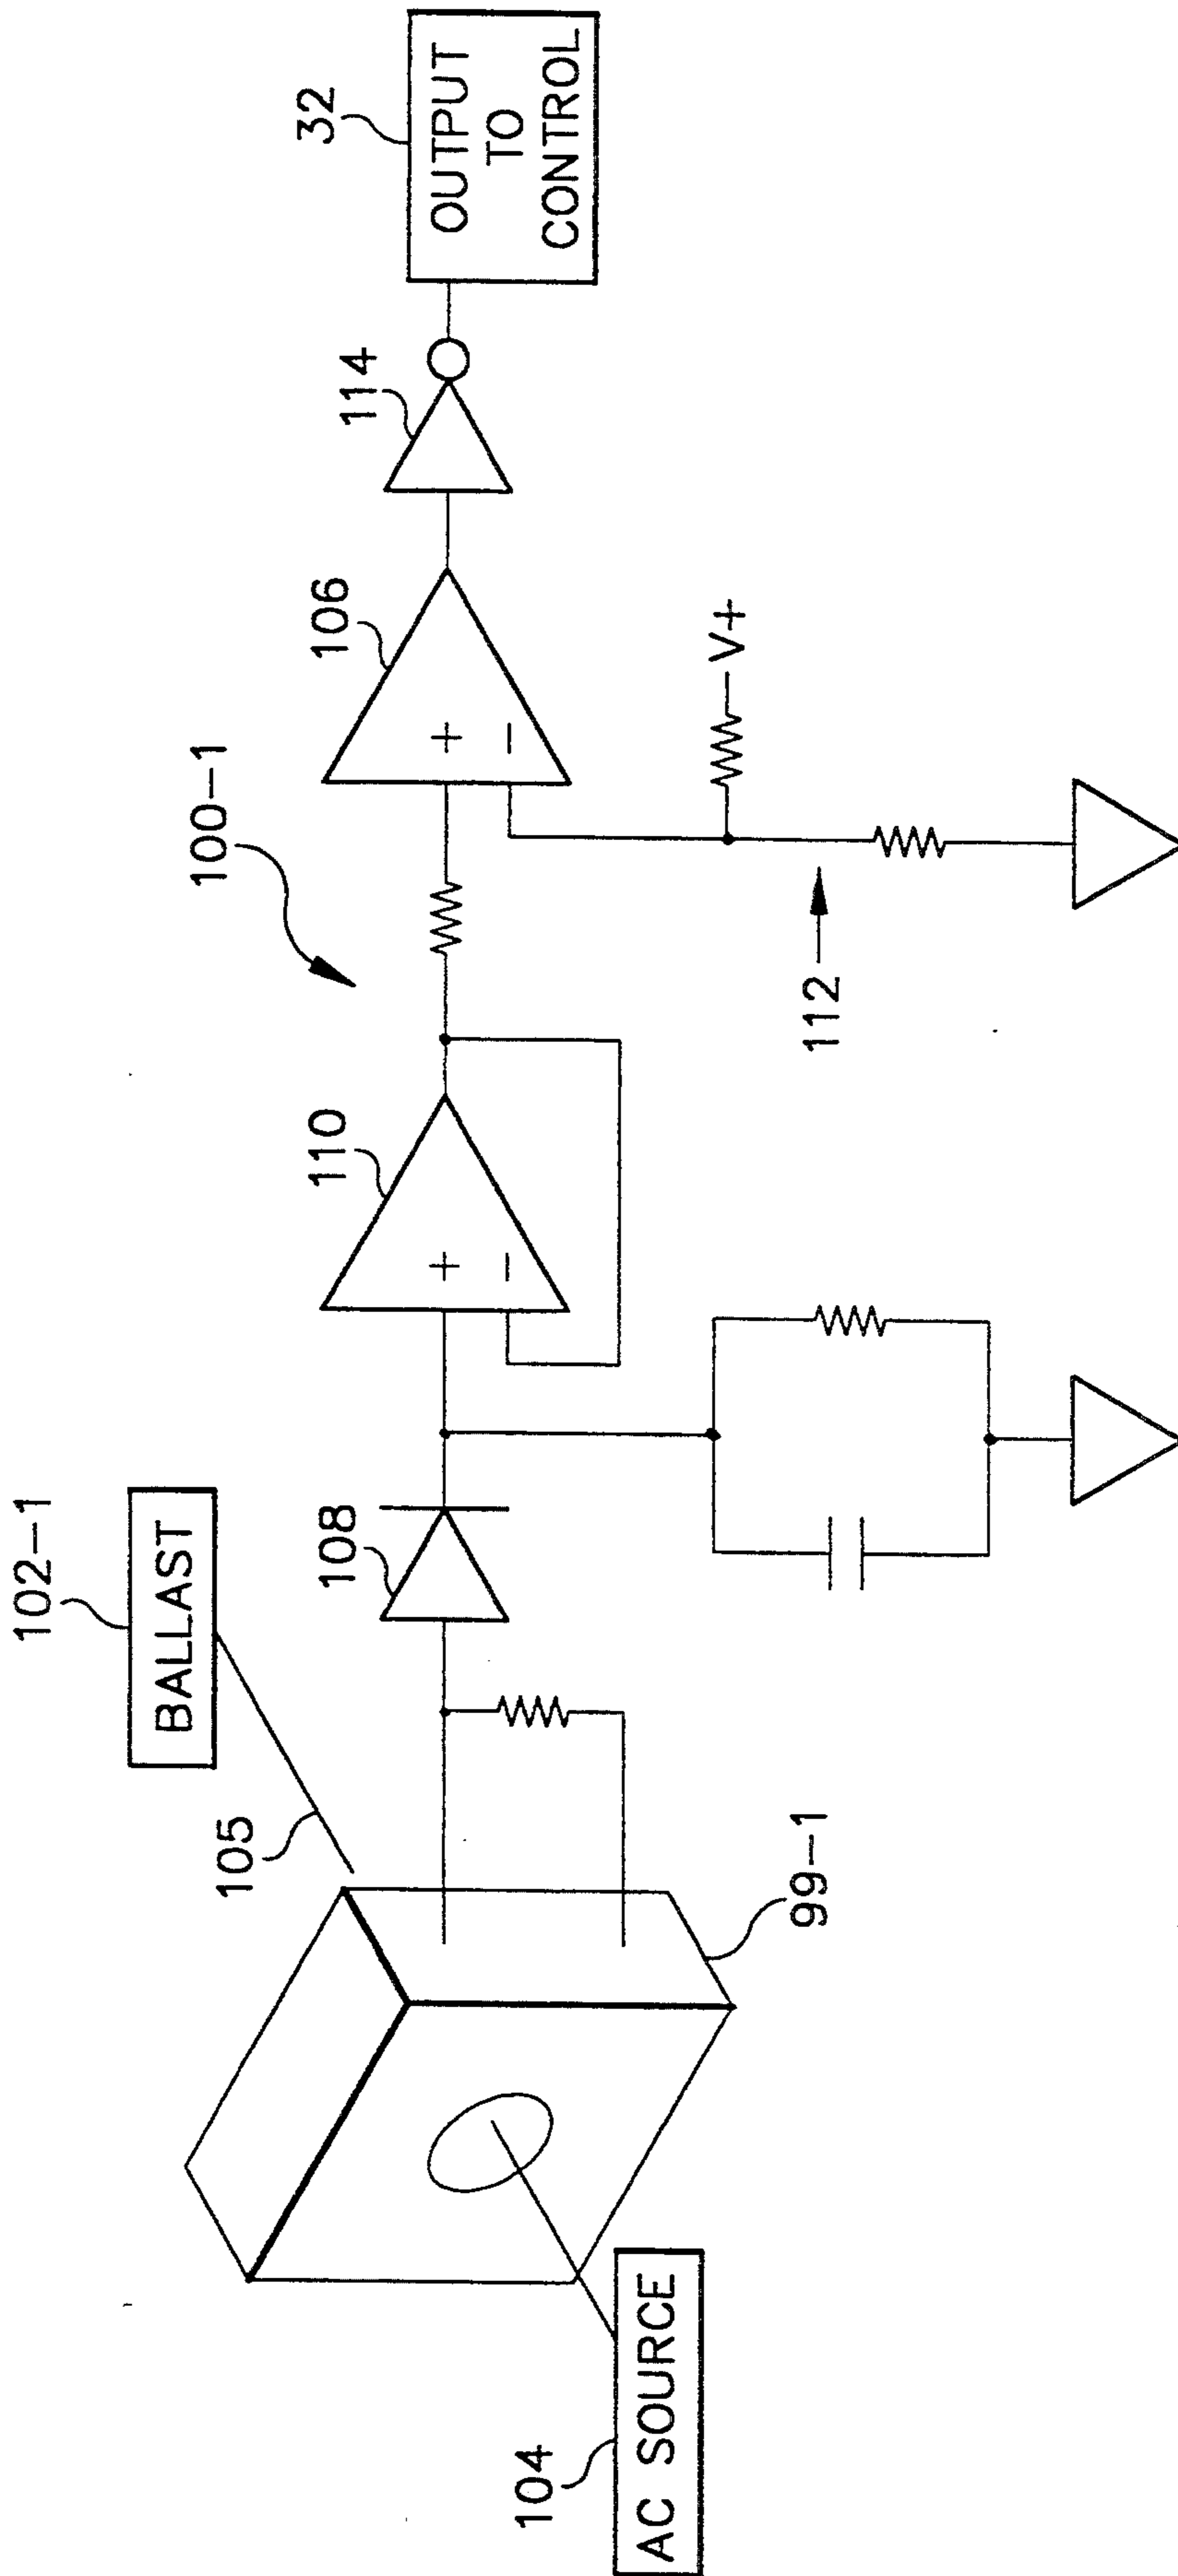 102-1
BALLAST
105
104
AC SOURCE
99-1
108
110
+
-
100-1
106
+
-
V+
112
114
32
OUTPUT
TO
CONTROL